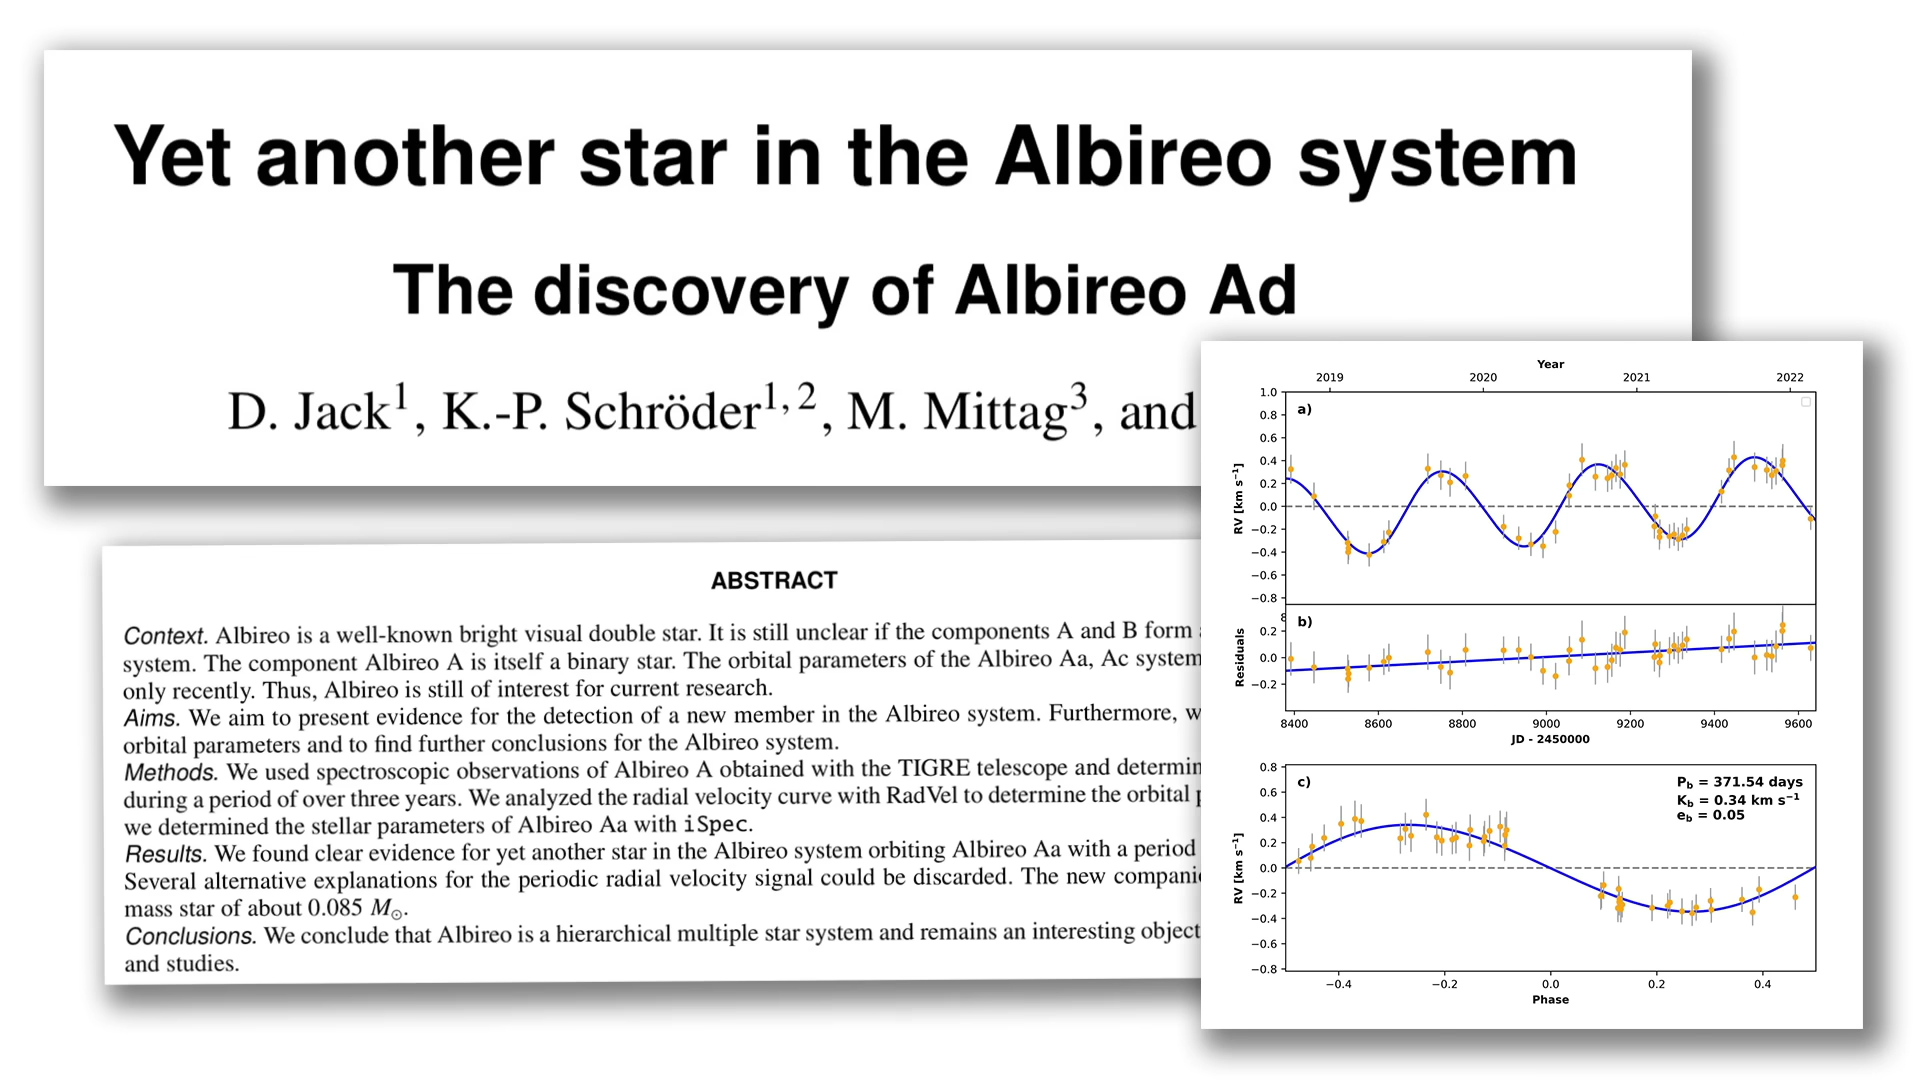 Yet another star in the Albireo system
The discovery of Albireo Ad
D. Jack1, K.-P. Schröder1, 2, M. Mittag3, and
ABSTRACT
Context. Albireo is a well-known bright visual double star. It is still unclear if the components A and B form
system. The component Albireo A is itself a binary star. The orbital parameters of the Albireo Aa, Ac system
only recently. Thus, Albireo is still of interest for current research.
Aims. We aim to present evidence for the detection of a new member in the Albireo system. Furthermore, w
orbital parameters and to find further conclusions for the Albireo system.
Methods. We used spectroscopic observations of Albireo A obtained with the TIGRE telescope and determin
during a period of over three years. We analyzed the radial velocity curve with RadVel to determine the orbital
we determined the stellar parameters of Albireo Aa with iSpec.
Results. We found clear evidence for yet another star in the Albireo system orbiting Albireo Aa with a period
Several alternative explanations for the periodic radial velocity signal could be discarded. The new compani
mass star of about 0.085 M⊙.
Conclusions. We conclude that Albireo is a hierarchical multiple star system and remains an interesting object
and studies.
Year
2019 2020 2021 2022
a)
RV [km s−1]
1.0
0.8
0.6
0.4
0.2
0.0
−0.2
−0.4
−0.6
−0.8
b)
Residuals
0.2
0.0
−0.2
8400 8600 8800 9000 9200 9400 9600
JD - 2450000
c)
Pb = 371.54 days
Kb = 0.34 km s−1
eb = 0.05
RV [km s−1]
0.8
0.6
0.4
0.2
0.0
−0.2
−0.4
−0.6
−0.8
−0.4 −0.2 0.0 0.2 0.4
Phase